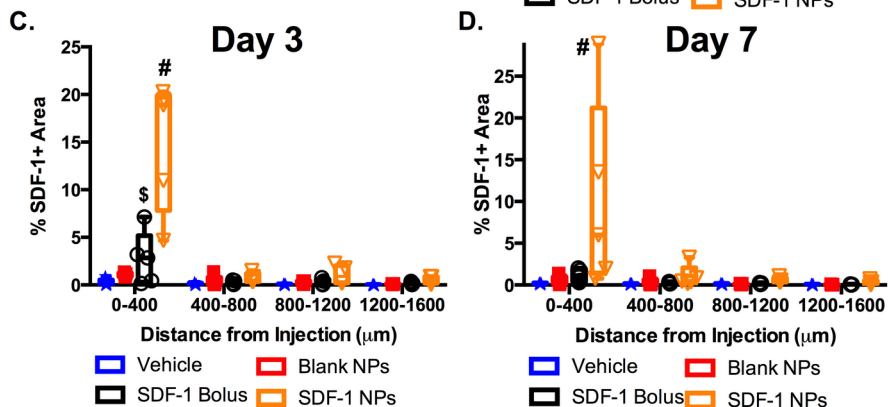 SDF-1 Bolus SDF-1 NPs
C. Day 3
% SDF-1+ Area
25
20
15
10
5
0
$
#
0-400 400-800 800-1200 1200-1600
Distance from Injection (μm)
Vehicle Blank NPs
SDF-1 Bolus SDF-1 NPs
D. Day 7
% SDF-1+ Area
25
20
15
10
5
0
#
0-400 400-800 800-1200 1200-1600
Distance from Injection (μm)
Vehicle Blank NPs
SDF-1 Bolus SDF-1 NPs